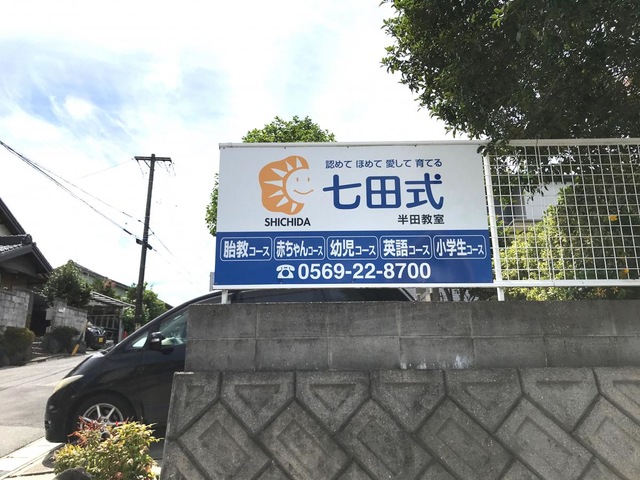 認めて ほめて 愛して 育てる
七田式
SHICHIDA
半田教室
胎教コース 赤ちゃんコース 幼児コース 英語コース 小学生コース
☎0569-22-8700